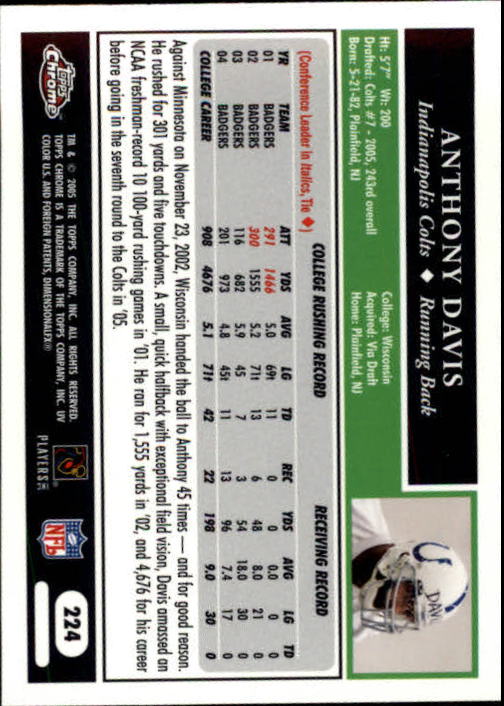 ANTHONY DAVIS
Indianapolis Colts ♦ Running Back
Ht: 5'7" Wt: 200 College: Wisconsin
Drafted: Colts #7 - 2005, 243rd overall Acquired: Via Draft
Born: 5-21-82, Plainfield, NJ Home: Plainfield, NJ
DAVIS
COLLEGE RUSHING RECORD RECEIVING RECORD
(Conference Leader in Italics, Tie ♦)
YR TEAM ATT YDS AVG LG TD REC YDS AVG LG TD
01 BADGERS 291 1466 5.0 69t 11 0 0 0.0 0 0
02 BADGERS 300 1555 5.2 71t 13 6 48 8.0 21 0
03 BADGERS 116 682 5.9 45 7 3 54 18.0 30 0
04 BADGERS 201 973 4.8 45t 11 13 96 7.4 17 0
COLLEGE CAREER 908 4676 5.1 71t 42 22 198 9.0 30 0
Against Minnesota on November 23, 2002, Wisconsin handed the ball to Anthony 45 times — and for good reason.
He rushed for 301 yards and five touchdowns. A small, quick halfback with exceptional field vision, Davis amassed an
NCAA freshman-record 10 100-yard rushing games in '01. He ran for 1,555 yards in '02, and 4,676 for his career
before going in the seventh round to the Colts in '05.
Topps Chrome
TM & © 2005 THE TOPPS COMPANY, INC. ALL RIGHTS RESERVED.
TOPPS CHROME IS A TRADEMARK OF THE TOPPS COMPANY, INC. UV
COLOR U.S. AND FOREIGN PATENTS, DIMENSIONALFX®
PLAYERS INC
NFL
224